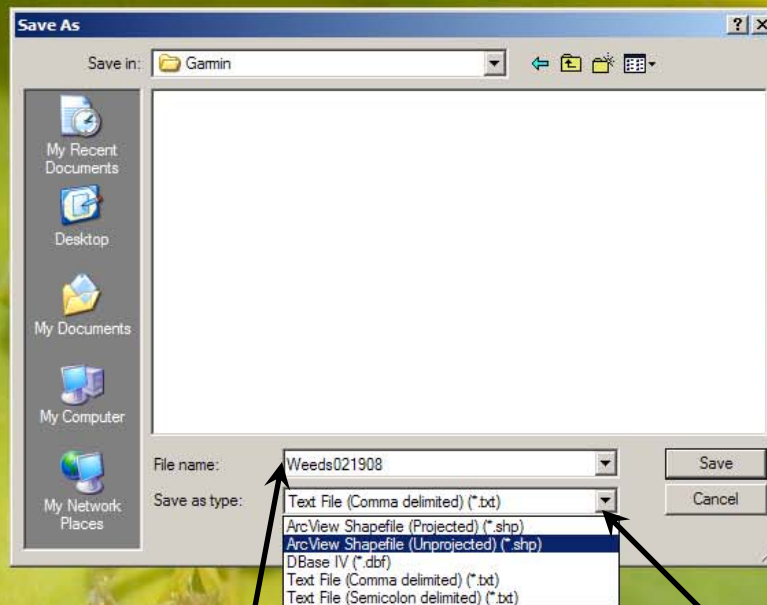 Save As
Save in: Garmin
My Recent
Documents
Desktop
My Documents
My Computer
My Network
Places
File name: Weeds021908 Save
Save as type: Text File (Comma delimited) (*.txt) Cancel
ArcView Shapefile (Projected) (*.shp)
ArcView Shapefile (Unprojected) (*.shp)
DBase IV (*.dbf)
Text File (Comma delimited) (*.txt)
Text File (Semicolon delimited) (*.txt)